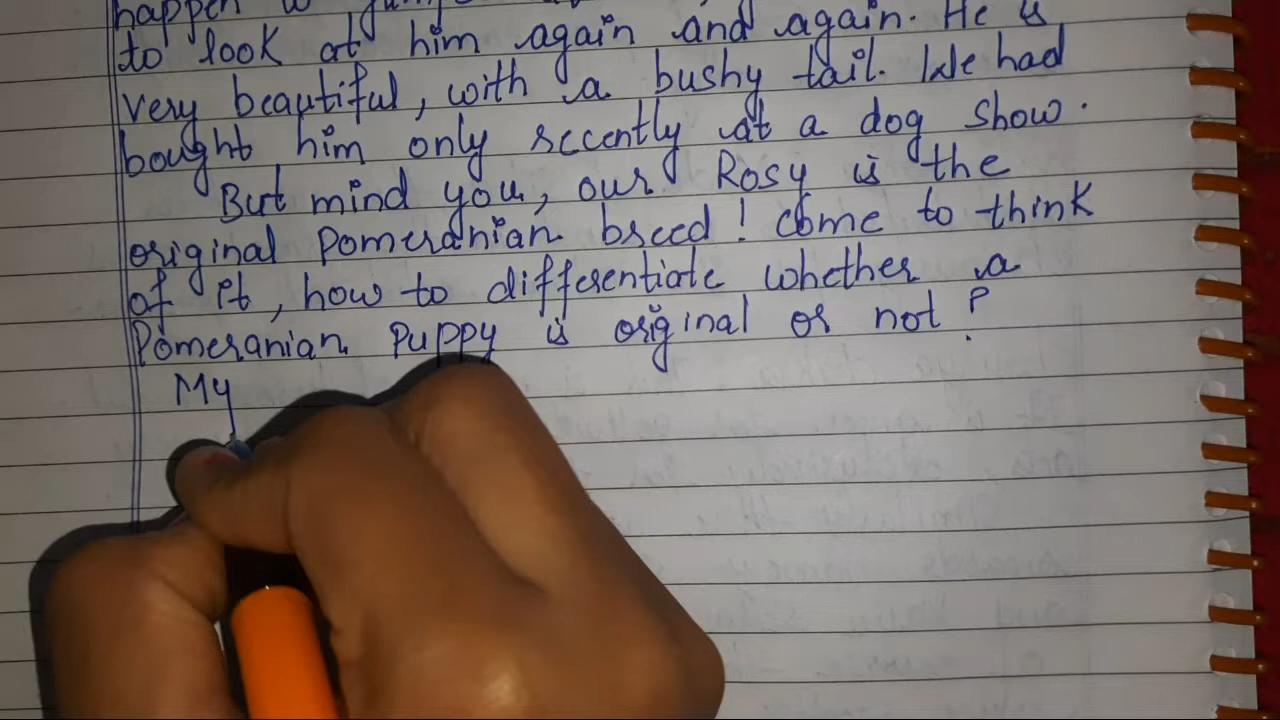 happen to
to look at him again and again. He is
very beautiful, with a bushy tail. We had
bought him only recently at a dog show.
But mind you, our Rosy is the
original Pomeranian breed! Come to think
of it, how to differentiate whether a
Pomeranian Puppy is original or not?
My